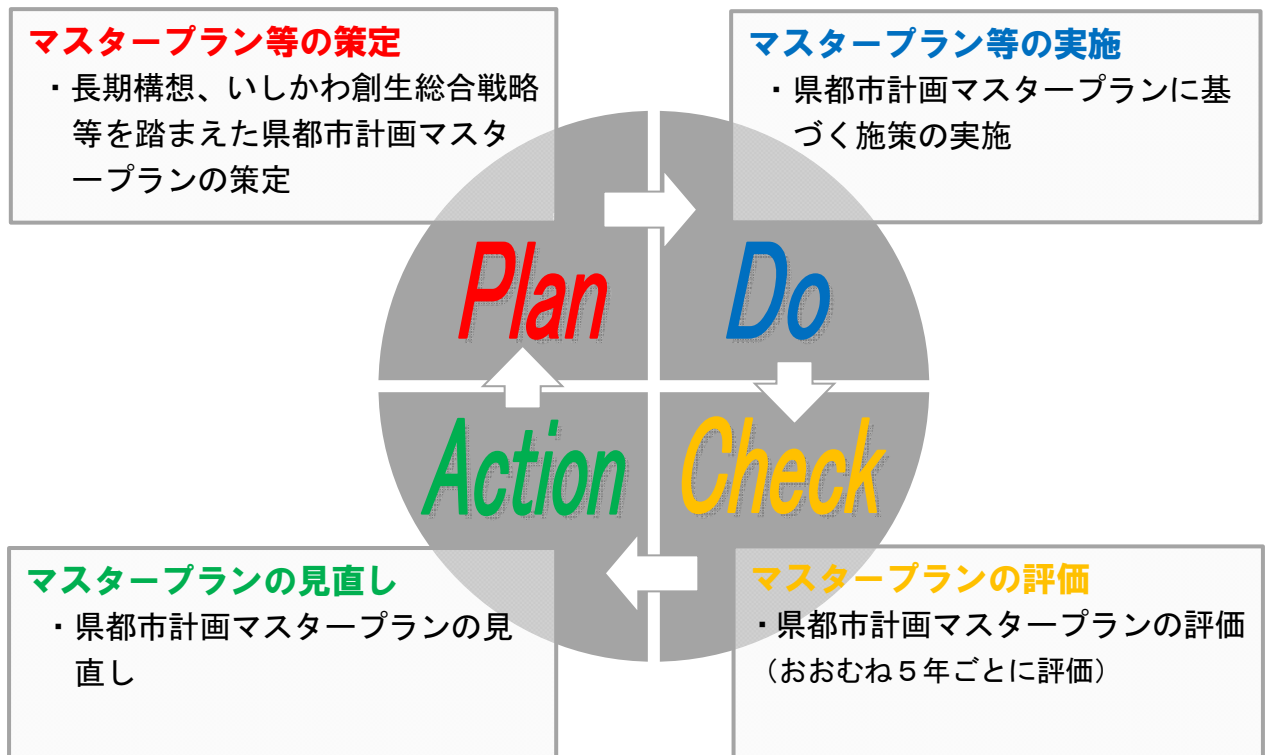 マスタープラン等の策定
・長期構想、いしかわ創生総合戦略
等を踏まえた県都市計画マスタ
ープランの策定
マスタープラン等の実施
・県都市計画マスタープランに基
づく施策の実施
Plan
Do
Action
Check
マスタープランの見直し
・県都市計画マスタープランの見
直し
マスタープランの評価
・県都市計画マスタープランの評価
（おおむね５年ごとに評価）